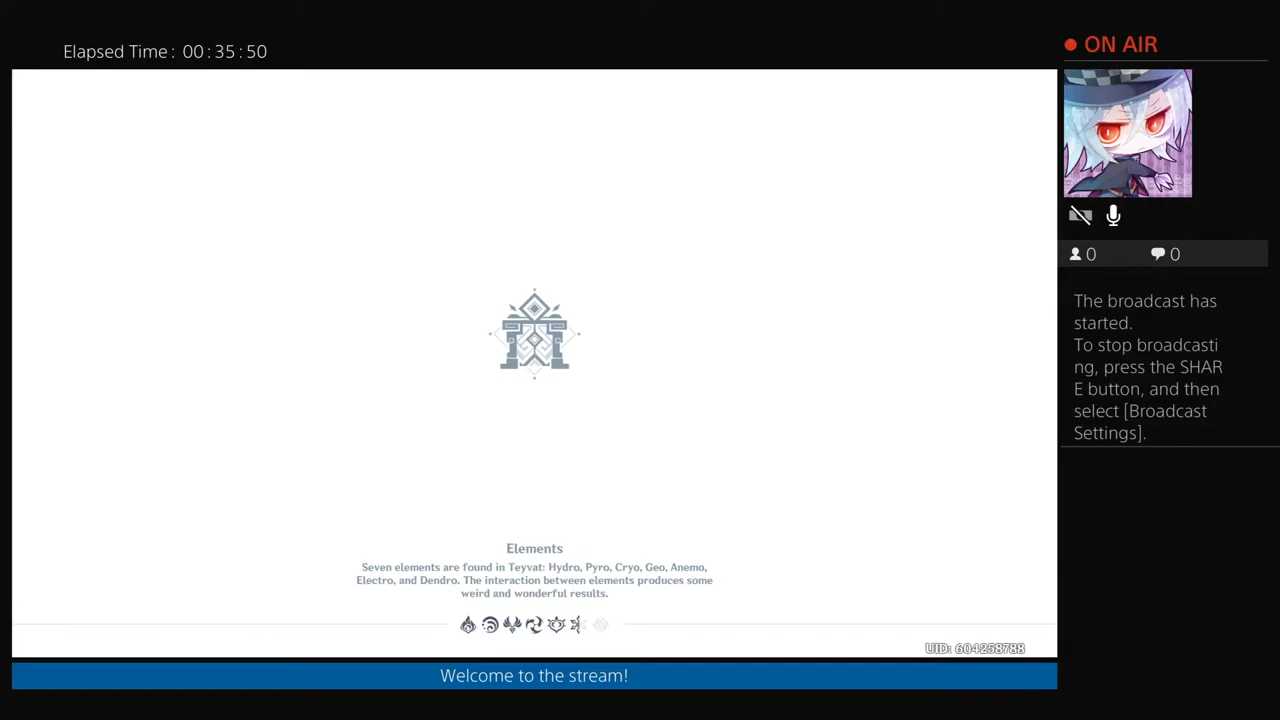 Elapsed Time: 00:35:50
ON AIR
0
0
The broadcast has
started.
To stop broadcasti
ng, press the SHAR
E button, and then
select [Broadcast
Settings].
Elements
Seven elements are found in Teyvat: Hydro, Pyro, Cryo, Geo, Anemo,
Electro, and Dendro. The interaction between elements produces some
weird and wonderful results.
UID: 604258788
Welcome to the stream!